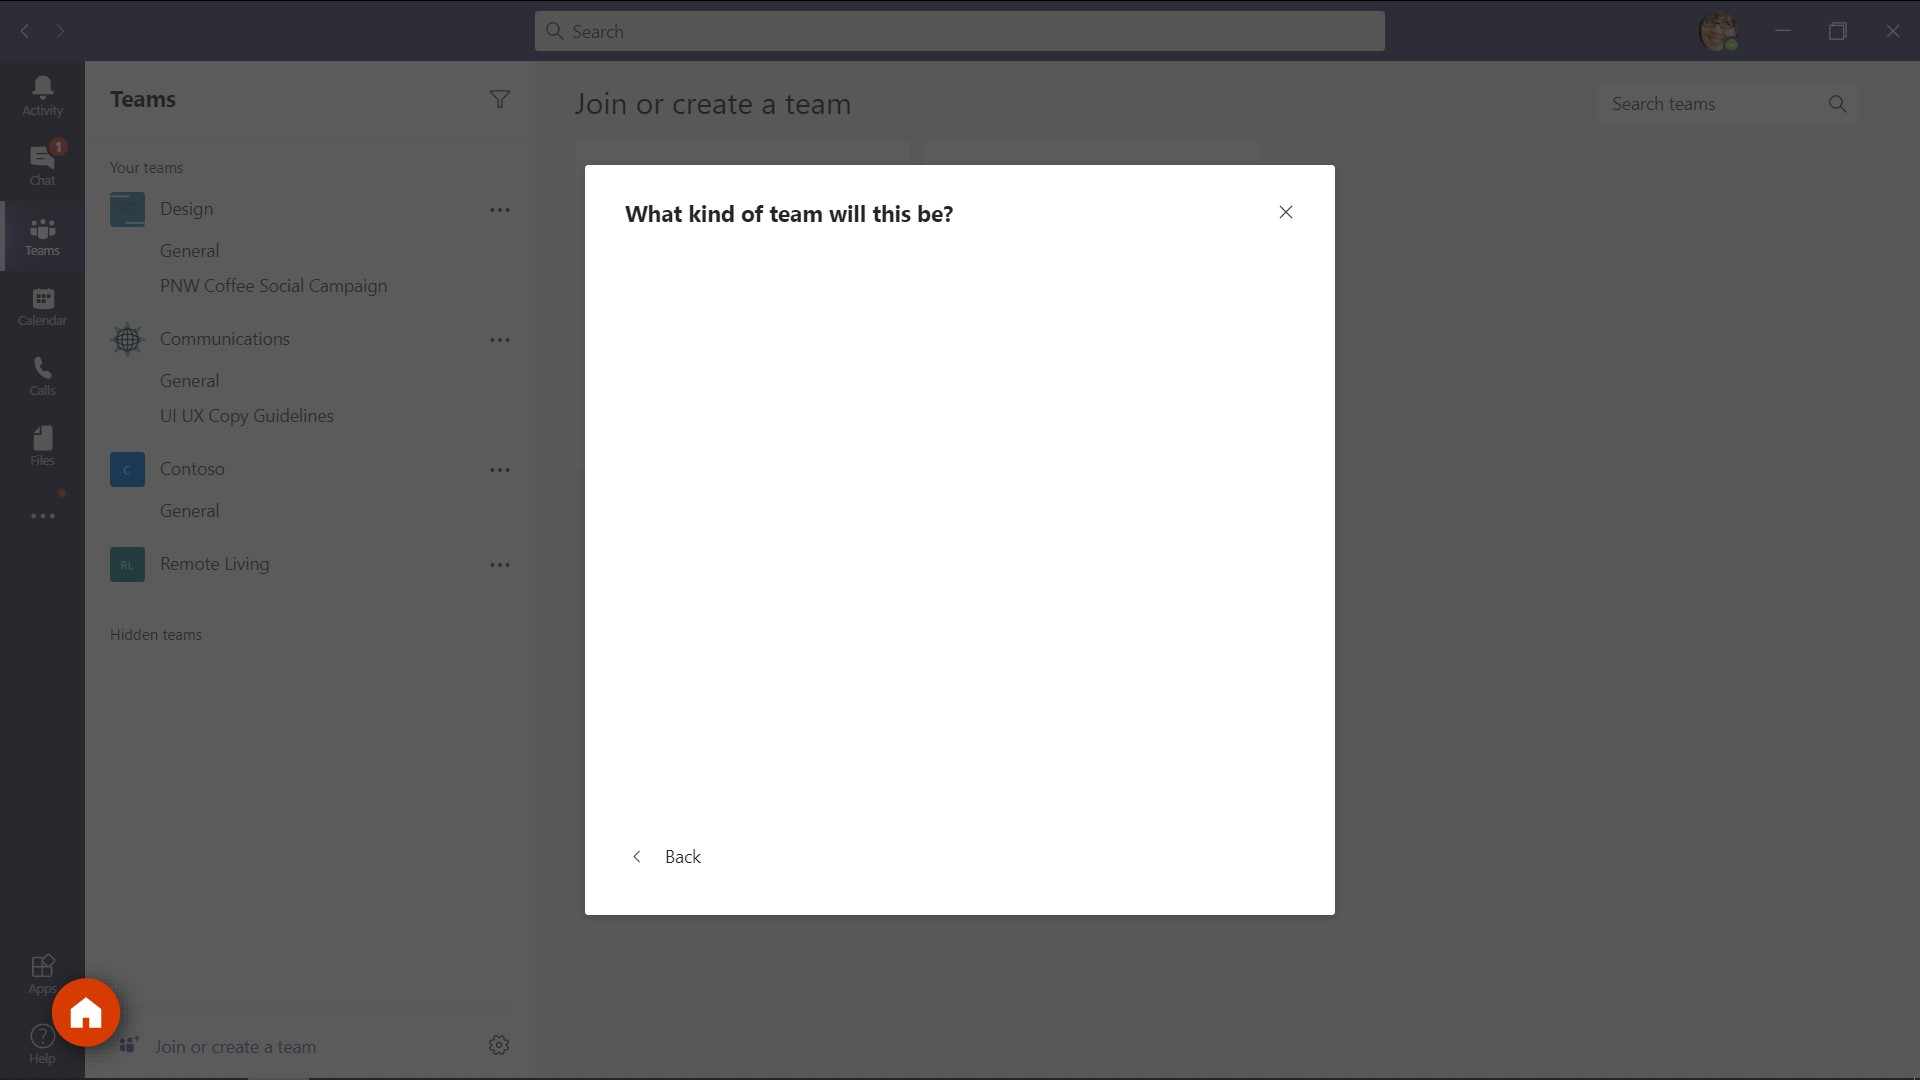 Search
Activity
Chat
1
Teams
Calendar
Calls
Files
Apps
Help
Teams
Your teams
Design
General
PNW Coffee Social Campaign
Communications
General
UI UX Copy Guidelines
C
Contoso
General
RL
Remote Living
Hidden teams
Join or create a team
Join or create a team
Search teams
What kind of team will this be?
Back